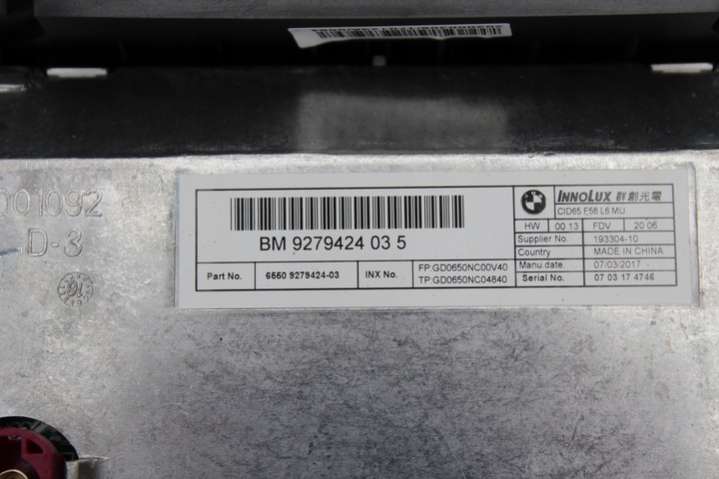 001092
D-3
BM 9279424 03 5
Part No. 6560 9279424-03 INX No. FP:GD0650NC00V40
TP:GD0650NC04840
INNOLUX 群創光電
CID65 F56 L6 MU
HW 00 13 FDV 20 06
Supplier No. 193304-10
Country MADE IN CHINA
Manu date. 07/03/2017
Serial No. 07 03 17 4746